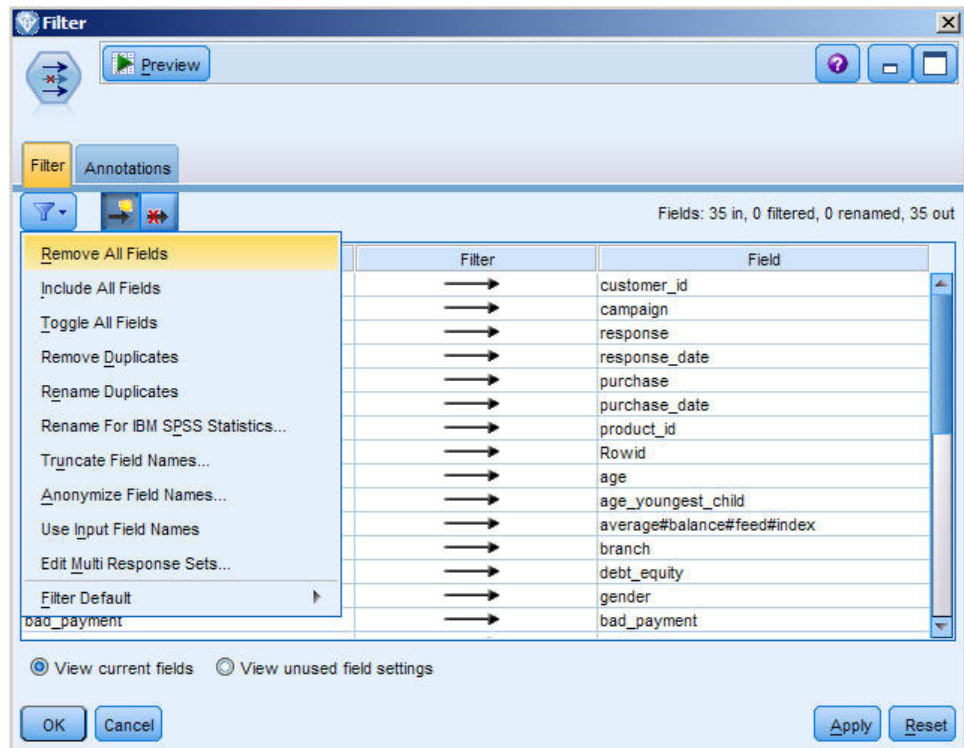 Filter
Preview
Filter
Annotations
Fields: 35 in, 0 filtered, 0 renamed, 35 out
Remove All Fields
Include All Fields
Toggle All Fields
Remove Duplicates
Rename Duplicates
Rename For IBM SPSS Statistics...
Truncate Field Names...
Anonymize Field Names...
Use Input Field Names
Edit Multi Response Sets...
Filter Default
Filter
Field
customer_id
campaign
response
response_date
purchase
purchase_date
product_id
Rowid
age
age_youngest_child
average#balance#feed#index
branch
debt_equity
gender
bad_payment
bad_payment
View current fields
View unused field settings
OK
Cancel
Apply
Reset